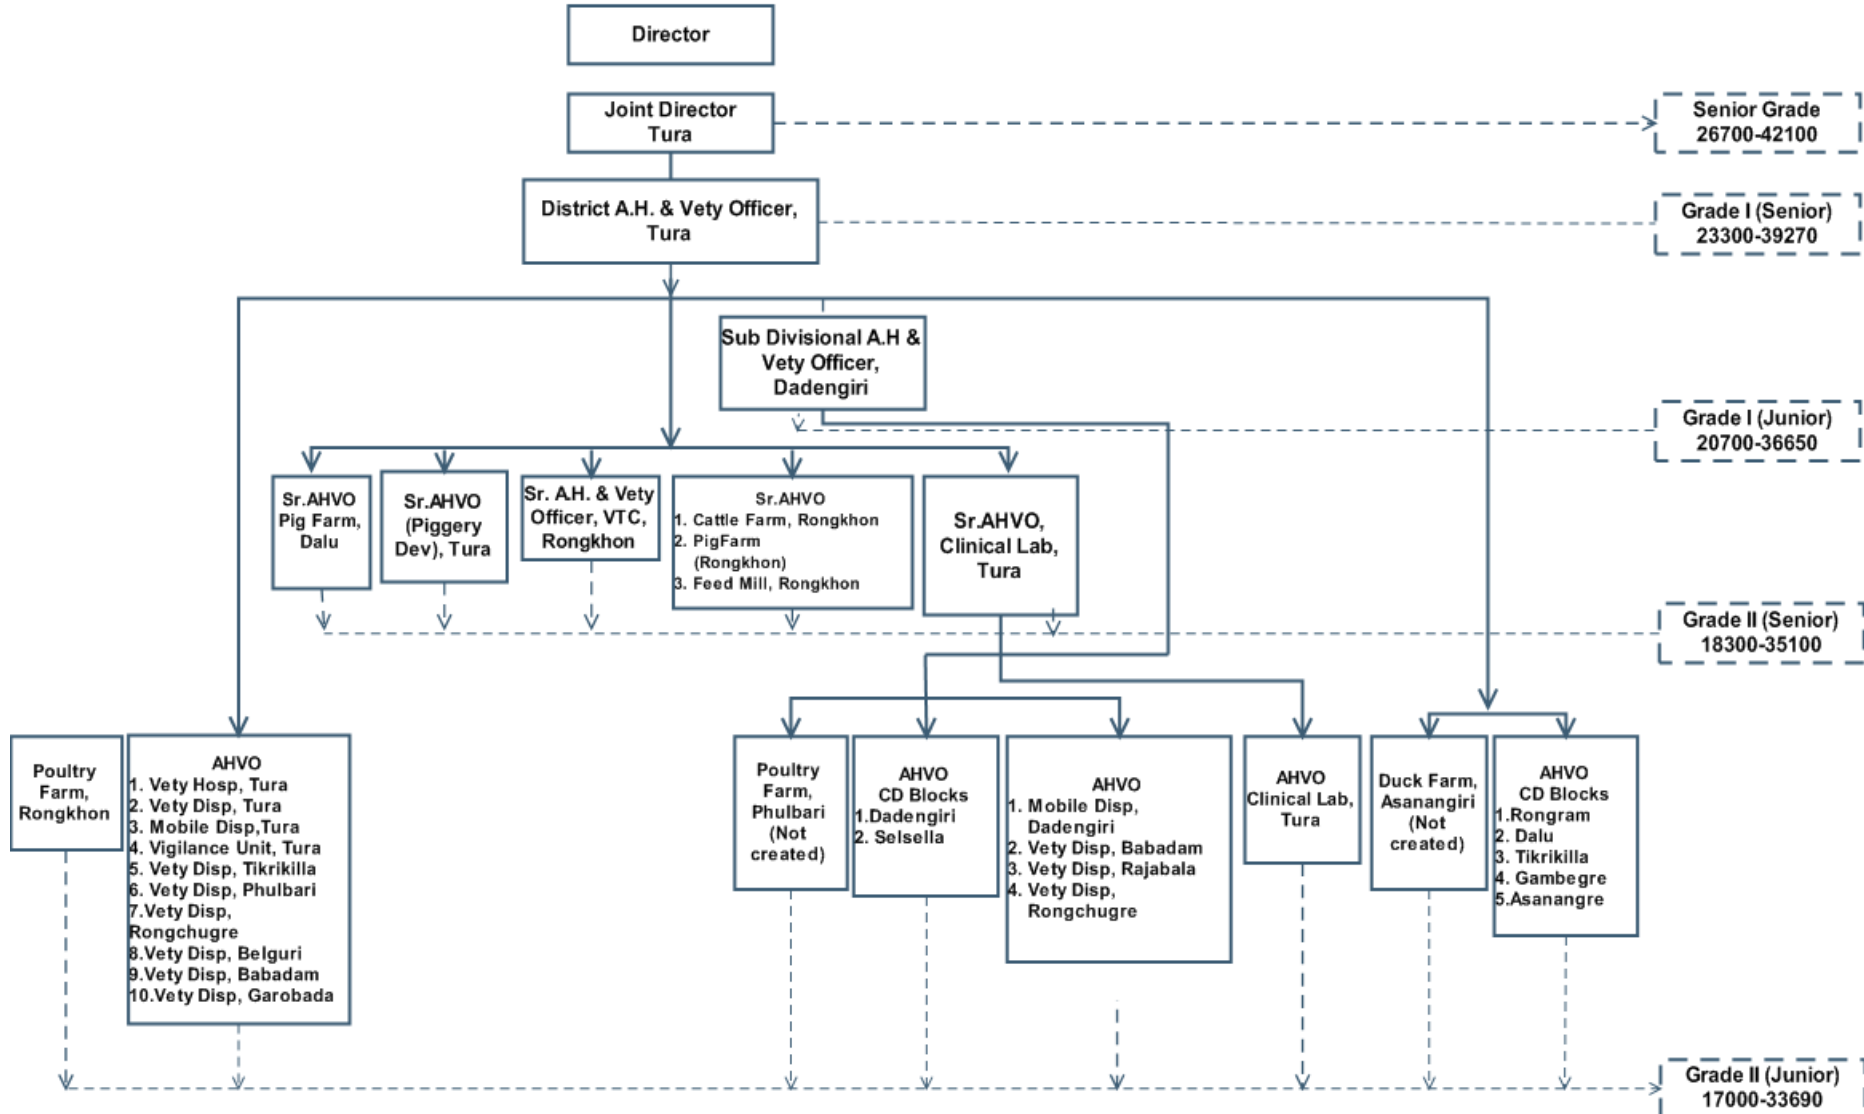 Director
Joint Director
Tura
Senior Grade
26700-42100
District A.H. & Vety Officer,
Tura
Grade I (Senior)
23300-39270
Sub Divisional A.H &
Vety Officer,
Dadengiri
Grade I (Junior)
20700-36650
Sr.AHVO
Pig Farm,
Dalu
Sr.AHVO
(Piggery
Dev), Tura
Sr. A.H. & Vety
Officer, VTC,
Rongkhon
Sr.AHVO
1. Cattle Farm, Rongkhon
2. PigFarm
(Rongkhon)
3. Feed Mill, Rongkhon
Sr.AHVO,
Clinical Lab,
Tura
Grade II (Senior)
18300-35100
Poultry
Farm,
Rongkhon
AHVO
1. Vety Hosp, Tura
2. Vety Disp, Tura
3. Mobile Disp,Tura
4. Vigilance Unit, Tura
5. Vety Disp, Tikrikilla
6. Vety Disp, Phulbari
7.Vety Disp,
Rongchugre
8.Vety Disp, Belguri
9.Vety Disp, Babadam
10.Vety Disp, Garobada
Poultry
Farm,
Phulbari
(Not
created)
AHVO
CD Blocks
1.Dadengiri
2. Selsella
AHVO
1. Mobile Disp,
Dadengiri
2. Vety Disp, Babadam
3. Vety Disp, Rajabala
4. Vety Disp,
Rongchugre
AHVO
Clinical Lab,
Tura
Duck Farm,
Asanangiri
(Not
created)
AHVO
CD Blocks
1.Rongram
2. Dalu
3. Tikrikilla
4. Gambegre
5.Asanangre
Grade II (Junior)
17000-33690